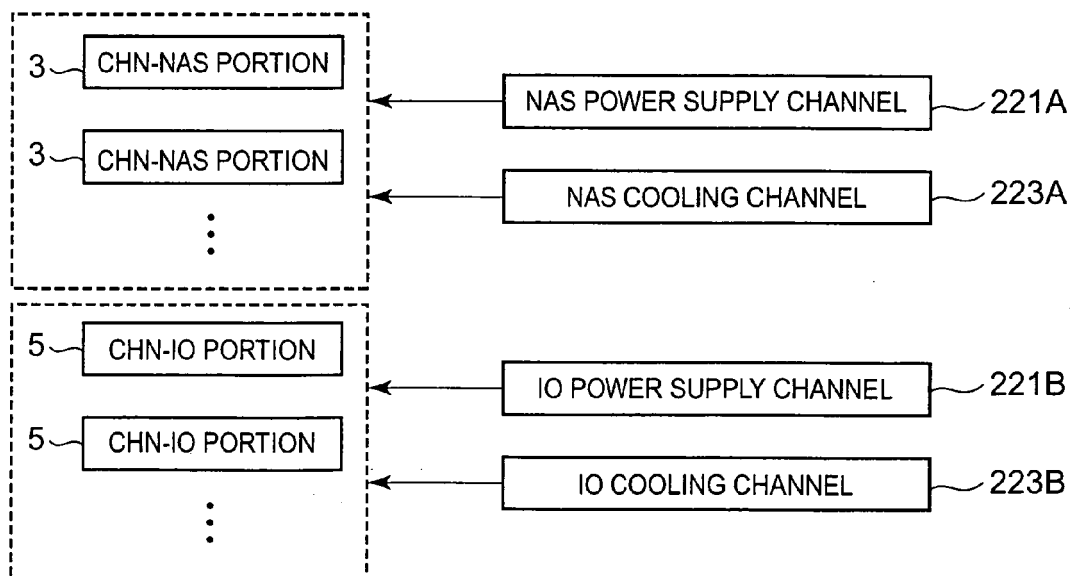 3 CHN-NAS PORTION
NAS POWER SUPPLY CHANNEL 221A
3 CHN-NAS PORTION
NAS COOLING CHANNEL 223A
5 CHN-IO PORTION
IO POWER SUPPLY CHANNEL 221B
5 CHN-IO PORTION
IO COOLING CHANNEL 223B